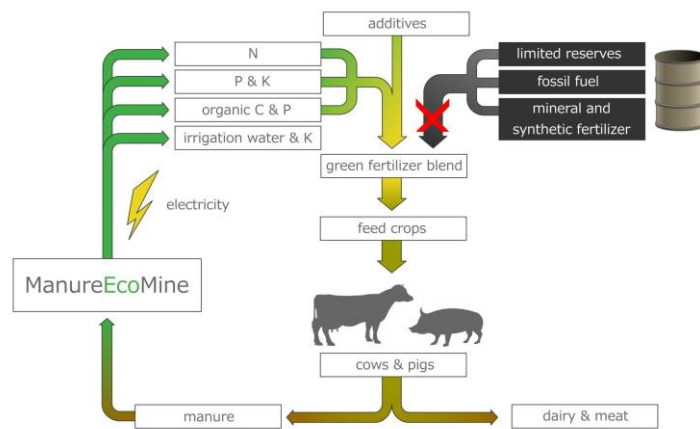 additives
N
P & K
organic C & P
irrigation water & K
limited reserves
fossil fuel
mineral and
synthetic fertilizer
green fertilizer blend
electricity
feed crops
ManureEcoMine
cows & pigs
manure
dairy & meat